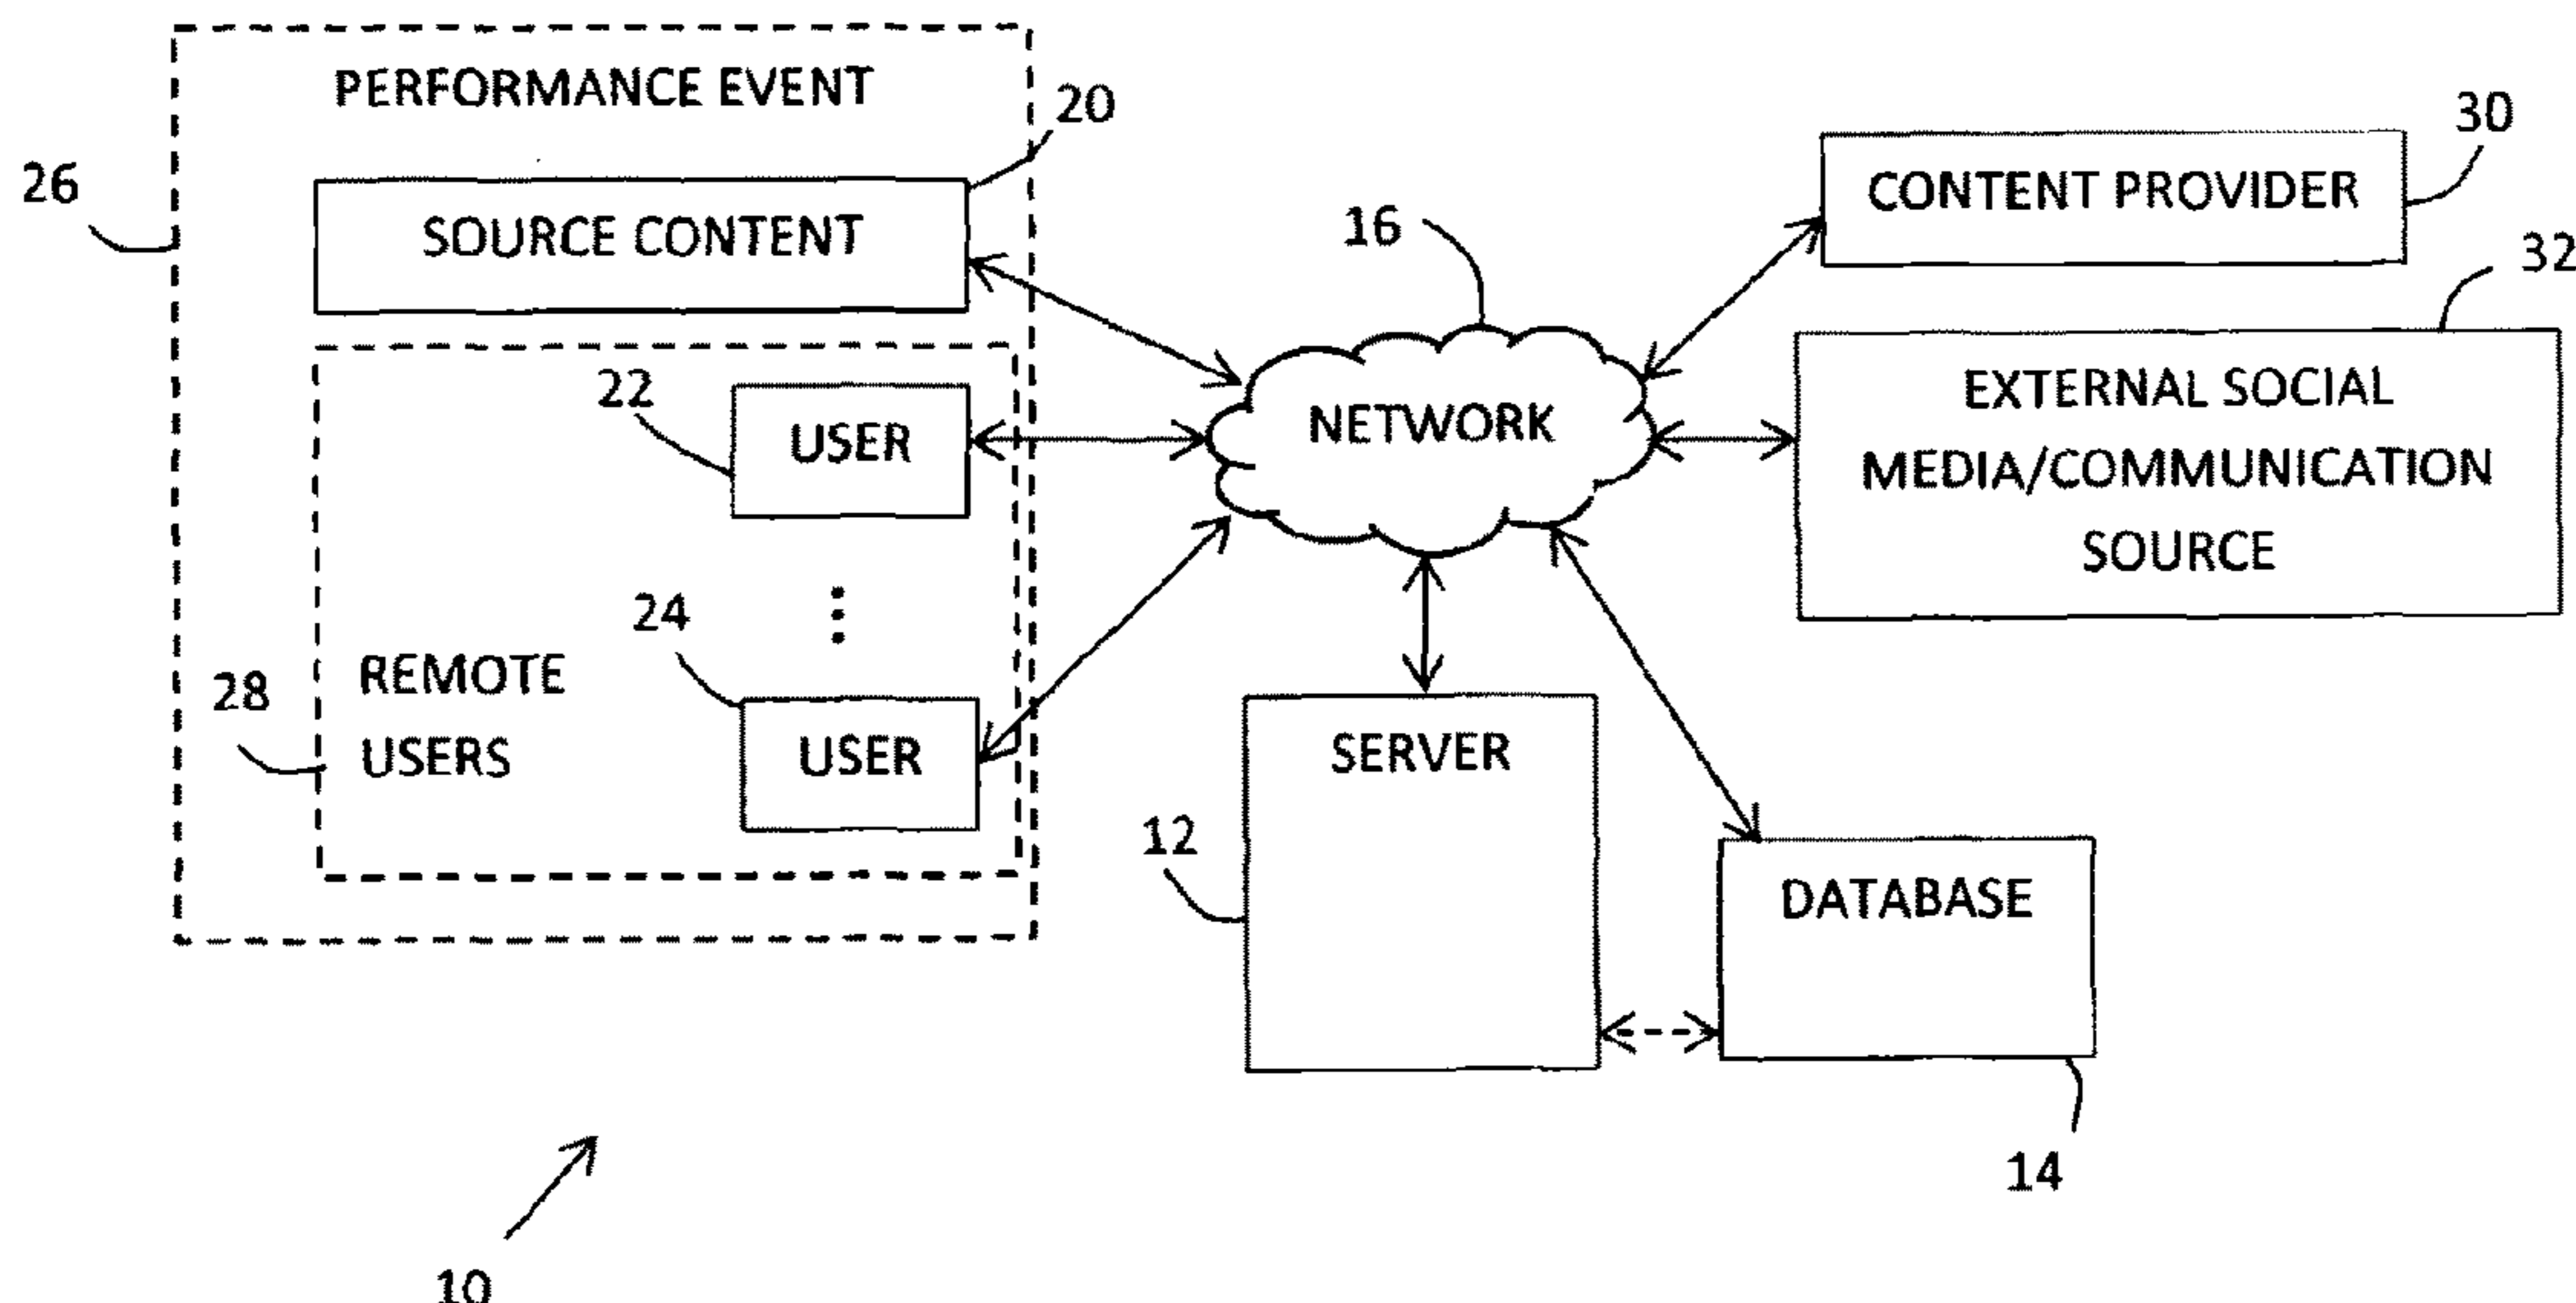 PERFORMANCE EVENT
20
26
SOURCE CONTENT
22
USER
24
28
REMOTE
USERS
USER
16
NETWORK
30
CONTENT PROVIDER
32
EXTERNAL SOCIAL
MEDIA/COMMUNICATION
SOURCE
SERVER
12
DATABASE
14
10